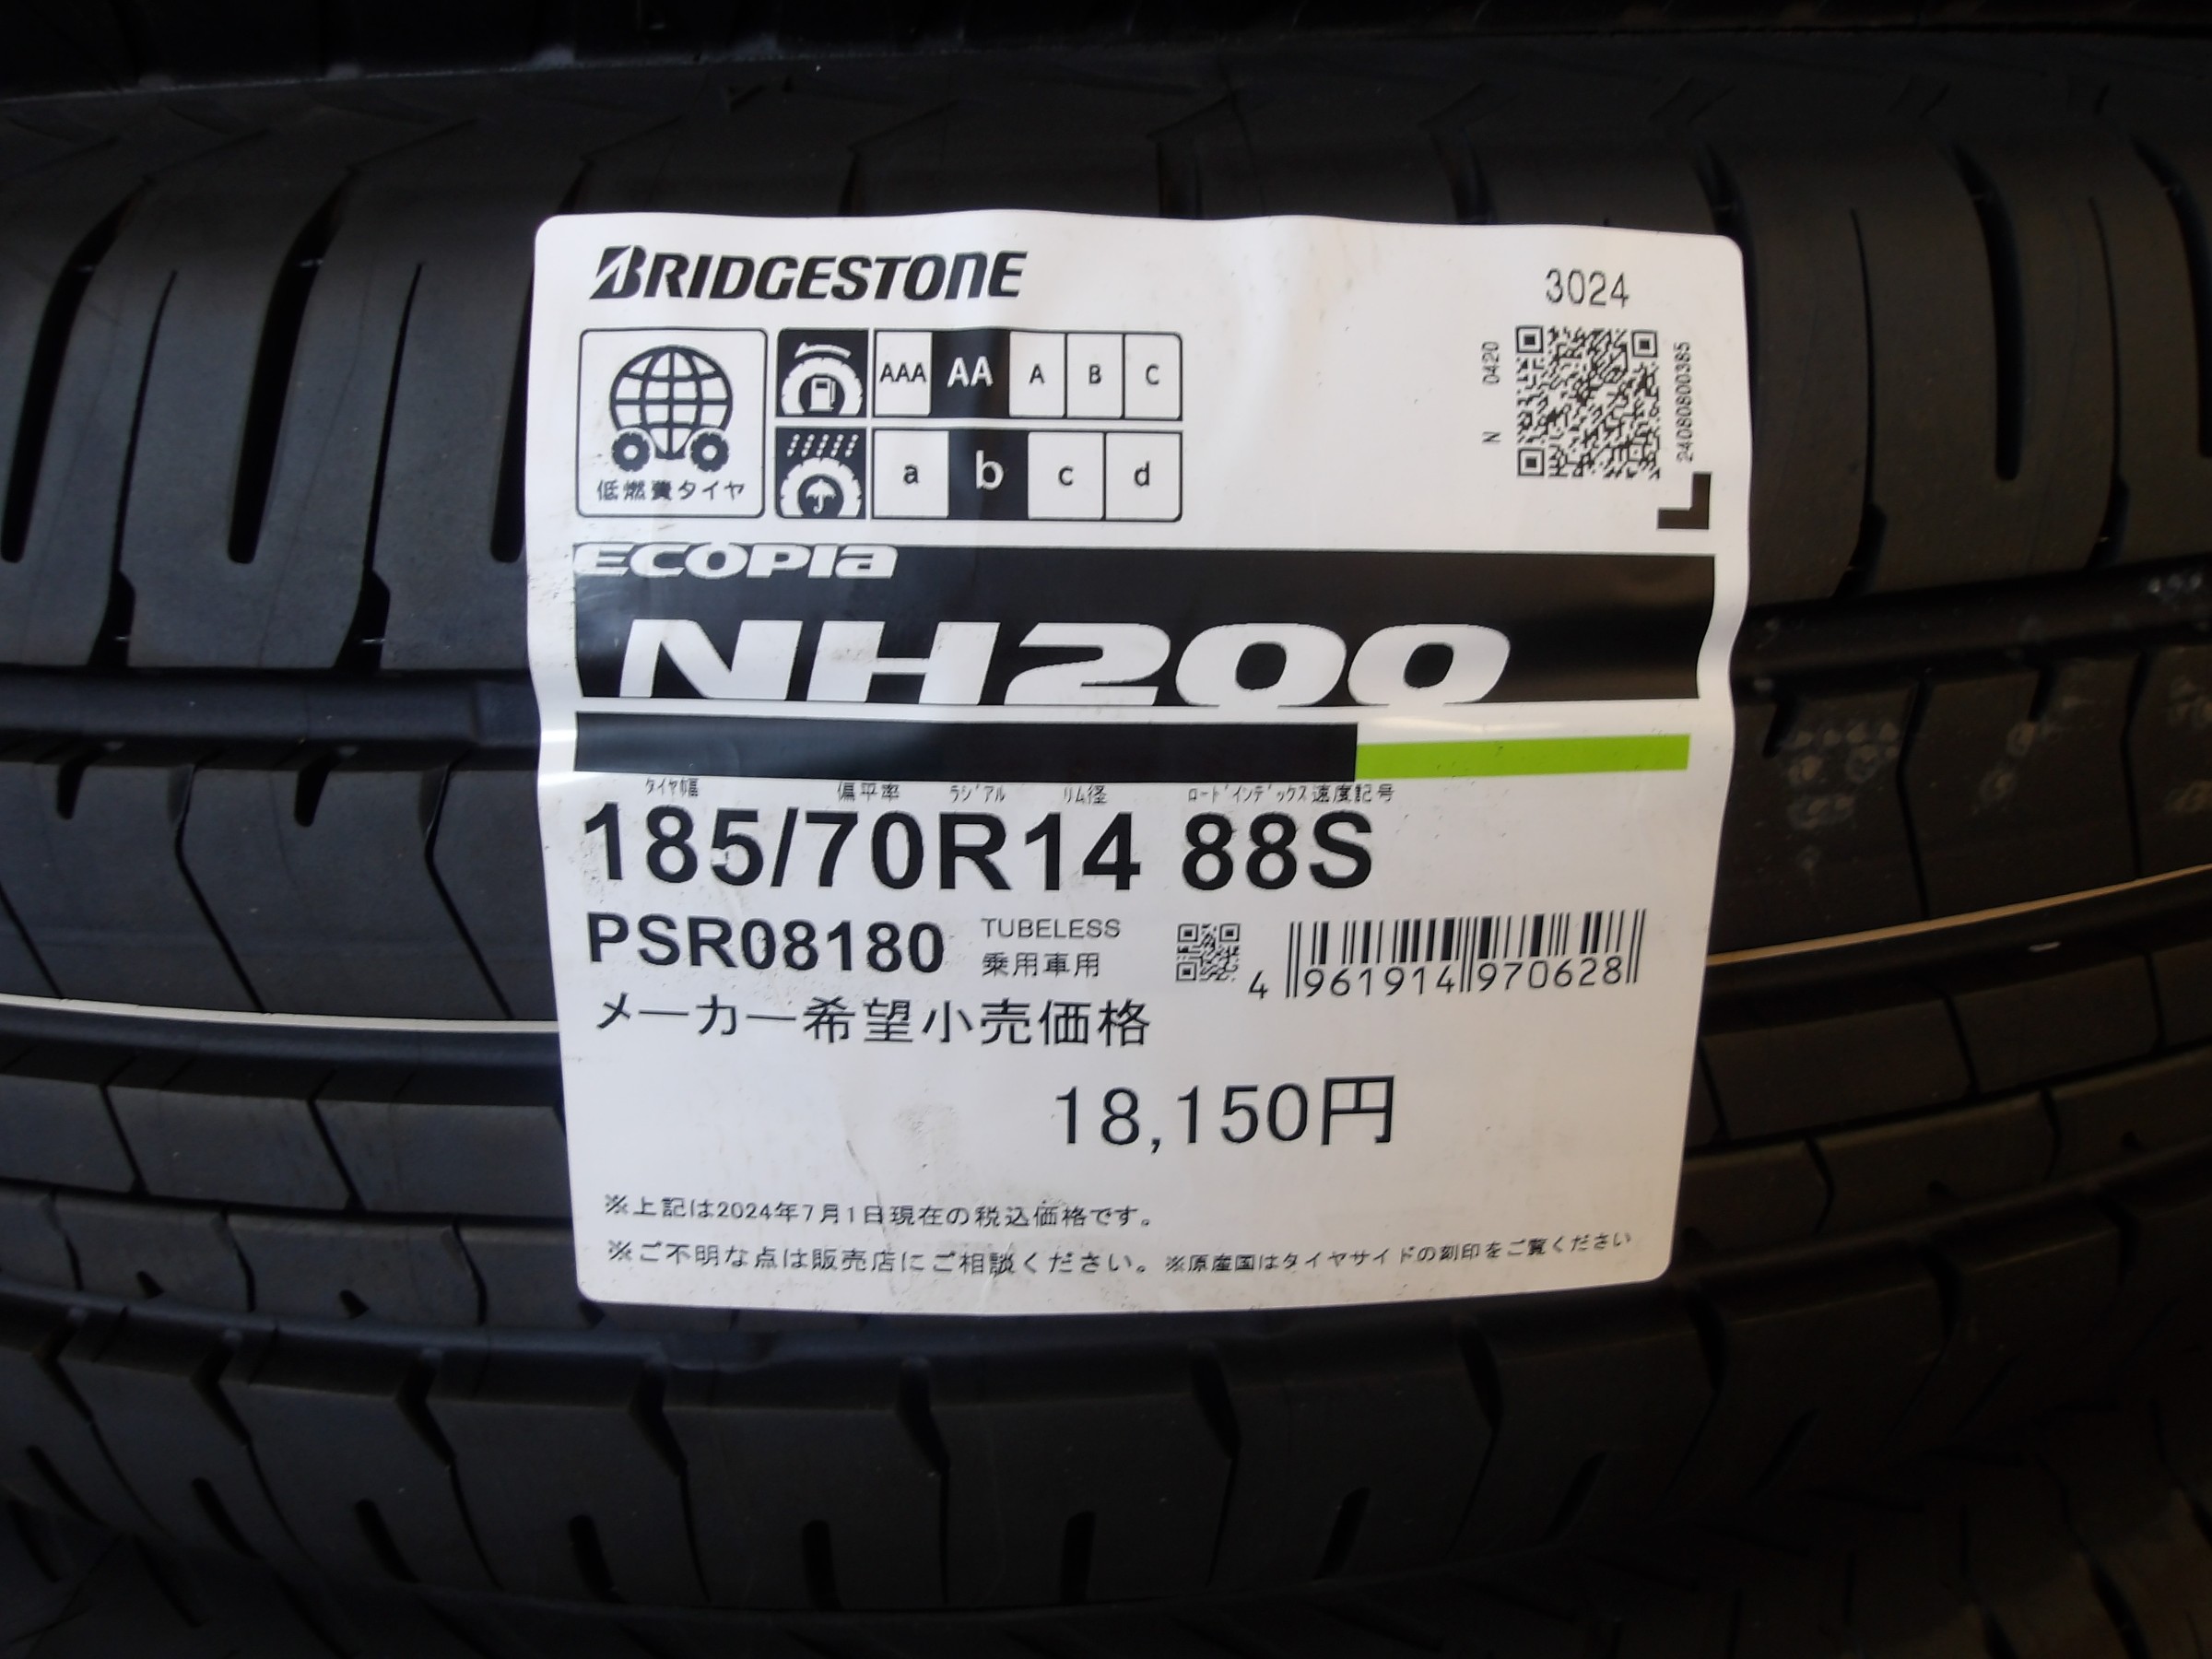 BRIDGESTONE
3024
N 0420
240808000385
AAA AA A B C
a b c d
低燃費タイヤ
L
ECOPIA
NH200
タイヤ幅 偏平率 ラジアル リム径 ロードインデックス 速度記号
185/70R14 88S
PSR08180 TUBELESS
乗用車用
4 961914 970628
メーカー希望小売価格
18,150円
※上記は2024年7月1日現在の税込価格です。
※ご不明な点は販売店にご相談ください。※原産国はタイヤサイドの刻印をご覧ください